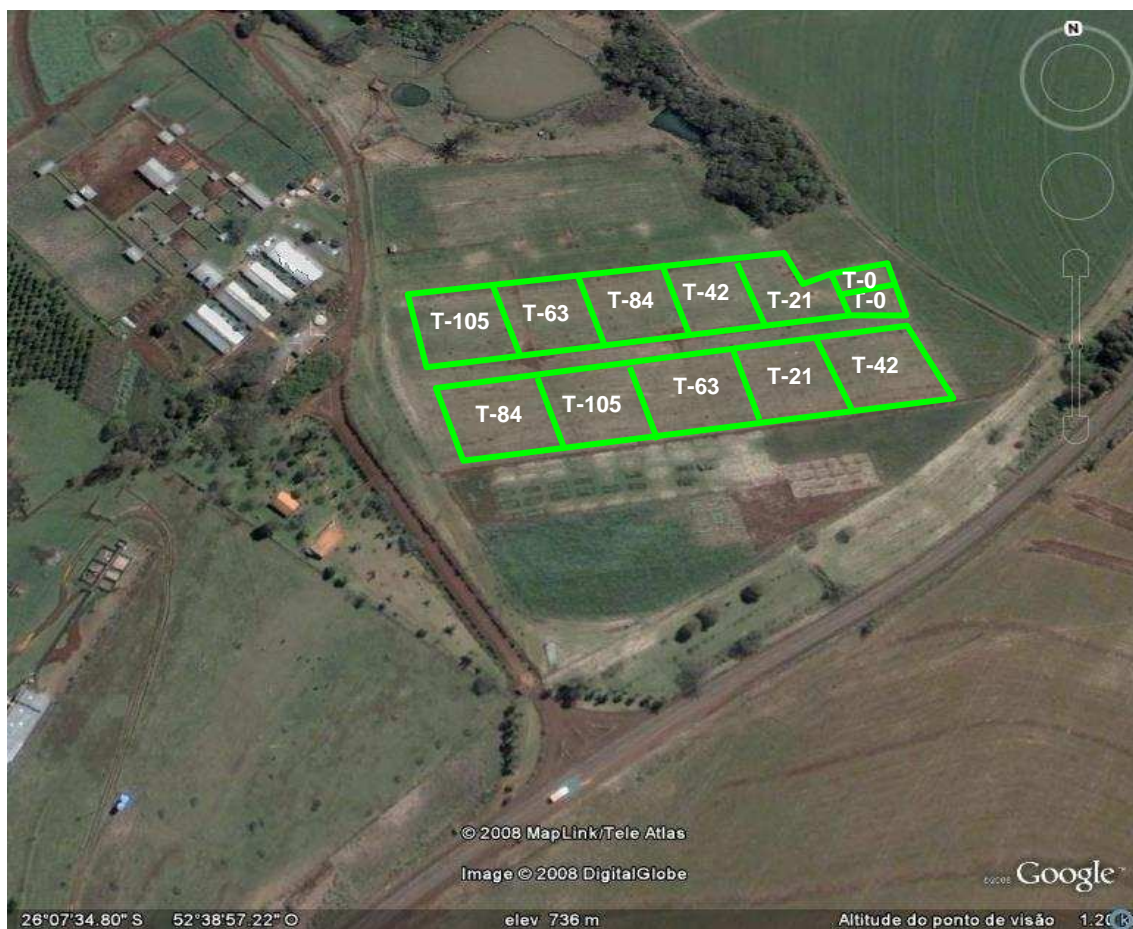 N
T-0
T-0
T-105
T-63
T-84
T-42
T-21
T-84
T-105
T-63
T-21
T-42
© 2008 MapLink/Tele Atlas
Image © 2008 DigitalGlobe
Google
26°07'34.80" S 52°38'57.22" O elev 736 m Altitude do ponto de visão